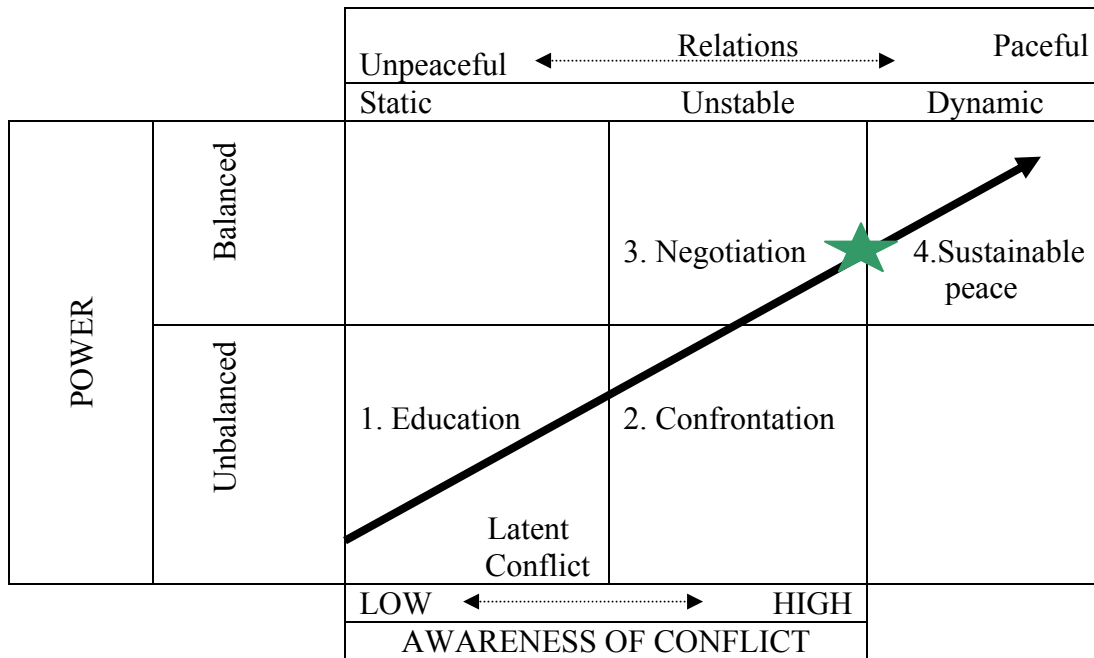 Relations
Unpeaceful
Paceful
Static
Unstable
Dynamic
POWER
Balanced
3. Negotiation
4.Sustainable
peace
Unbalanced
1. Education
2. Confrontation
Latent
Conflict
LOW
HIGH
AWARENESS OF CONFLICT